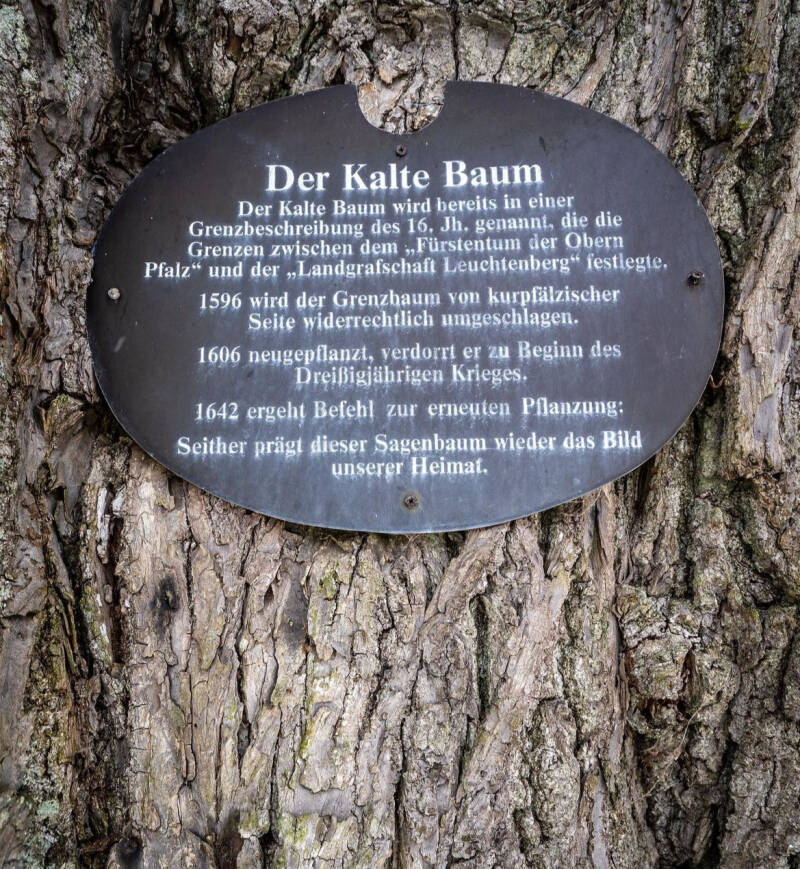 Der Kalte Baum
Der Kalte Baum wird bereits in einer
Grenzbeschreibung des 16. Jh. genannt, die die
Grenzen zwischen dem „Fürstentum der Obern
Pfalz“ und der „Landgrafschaft Leuchtenberg“ festlegte.
1596 wird der Grenzbaum von kurpfälzischer
Seite widerrechtlich umgeschlagen.
1606 neugepflanzt, verdorrt er zu Beginn des
Dreißigjährigen Krieges.
1642 ergeht Befehl zur erneuten Pflanzung:
Seither prägt dieser Sagenbaum wieder das Bild
unserer Heimat.